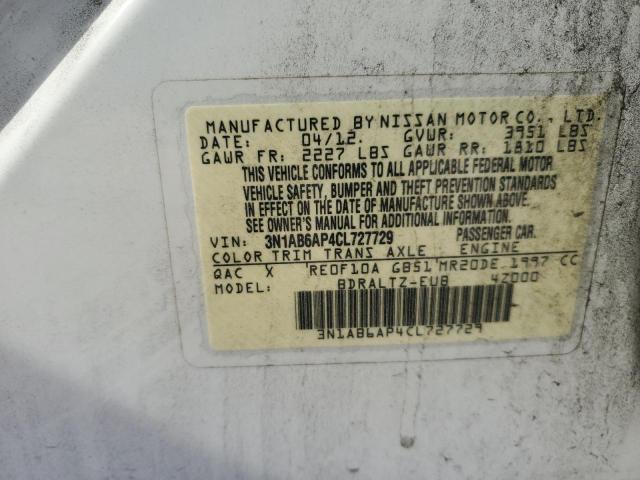 MANUFACTURED BY NISSAN MOTOR CO., LTD.
DATE: 04/12. GVWR: 3951 LBS
GAWR FR: 2227 LBS GAWR RR: 1810 LBS
THIS VEHICLE CONFORMS TO ALL APPLICABLE FEDERAL MOTOR
VEHICLE SAFETY, BUMPER AND THEFT PREVENTION STANDARDS
IN EFFECT ON THE DATE OF MANUFACTURE SHOWN ABOVE.
SEE OWNER'S MANUAL FOR ADDITIONAL INFORMATION.
VIN: 3N1AB6AP4CL727729 PASSENGER CAR.
COLOR TRIM TRANS AXLE ENGINE
QAC X 'RE0F10A GB51'MR20DE 1997 CC
MODEL: BDRALTZ-EUB 4Z000
3N1AB6AP4CL727729